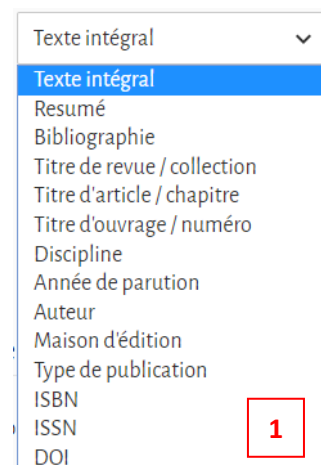 Texte intégral
Texte intégral
Resumé
Bibliographie
Titre de revue / collection
Titre d'article / chapitre
Titre d'ouvrage / numéro
Discipline
Année de parution
Auteur
Maison d'édition
Type de publication
ISBN
ISSN
1
DOI